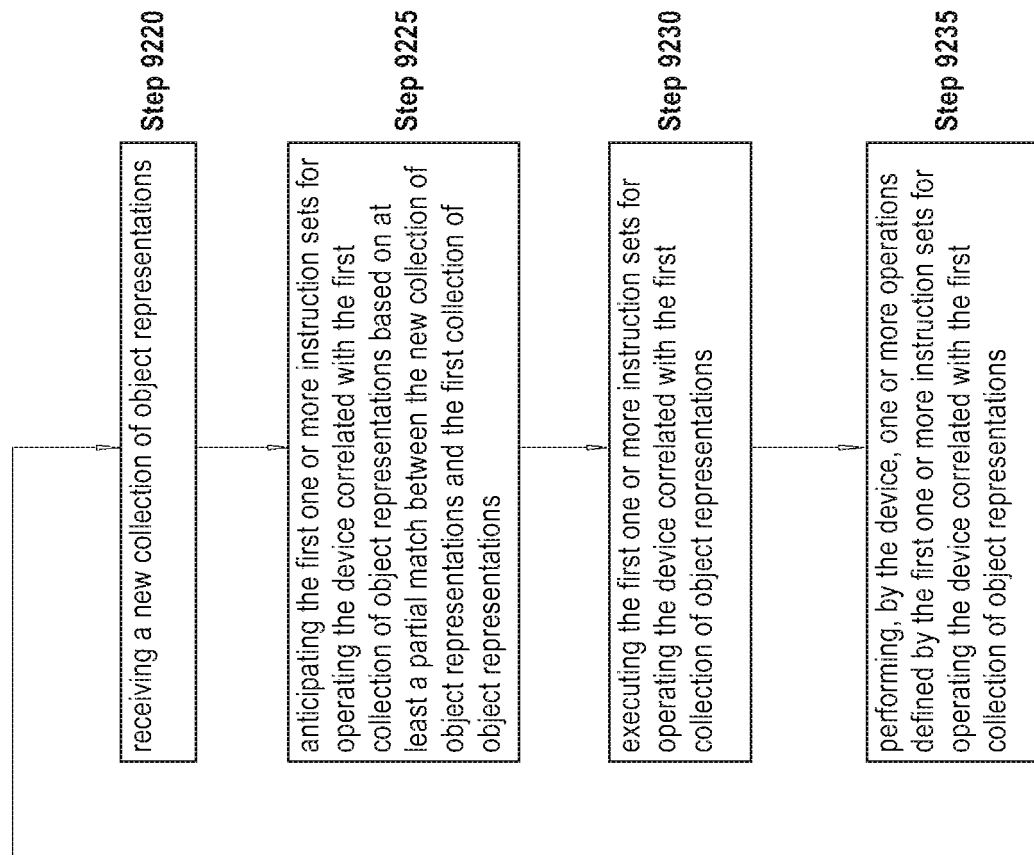 receiving a new collection of object representations
Step 9220
anticipating the first one or more instruction sets for
operating the device correlated with the first
collection of object representations based on at
least a partial match between the new collection of
object representations and the first collection of
object representations
Step 9225
executing the first one or more instruction sets for
operating the device correlated with the first
collection of object representations
Step 9230
performing, by the device, one or more operations
defined by the first one or more instruction sets for
operating the device correlated with the first
collection of object representations
Step 9235